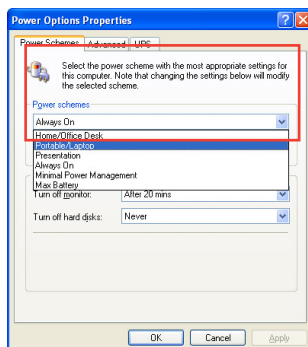 Power Options Properties
Power Schemes Advanced UPS
Select the power scheme with the most appropriate settings for
this computer. Note that changing the settings below will modify
the selected scheme.
Power schemes
Always On
Home/Office Desk
Portable/Laptop
Presentation
Always On
Minimal Power Management
Max Battery
Turn off monitor: After 20 mins
Turn off hard disks: Never
OK Cancel Apply